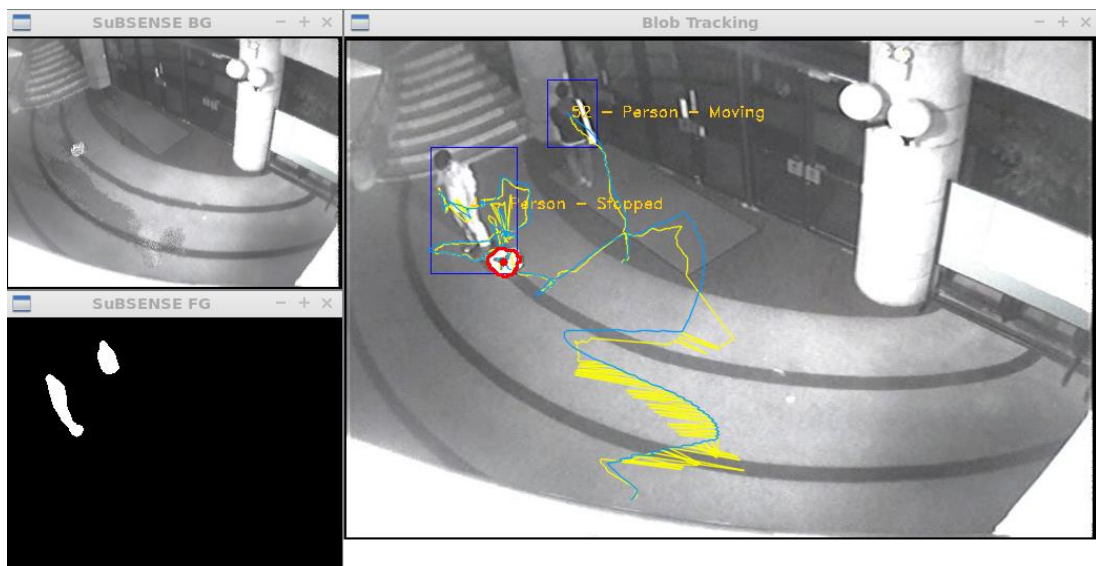 SuBSENSE BG
Blob Tracking
52 - Person - Moving
Person - Stopped
SuBSENSE FG